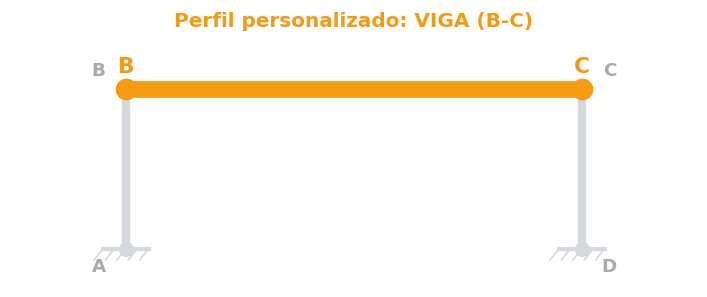 Perfil personalizado: VIGA (B-C)
B B C C
A D